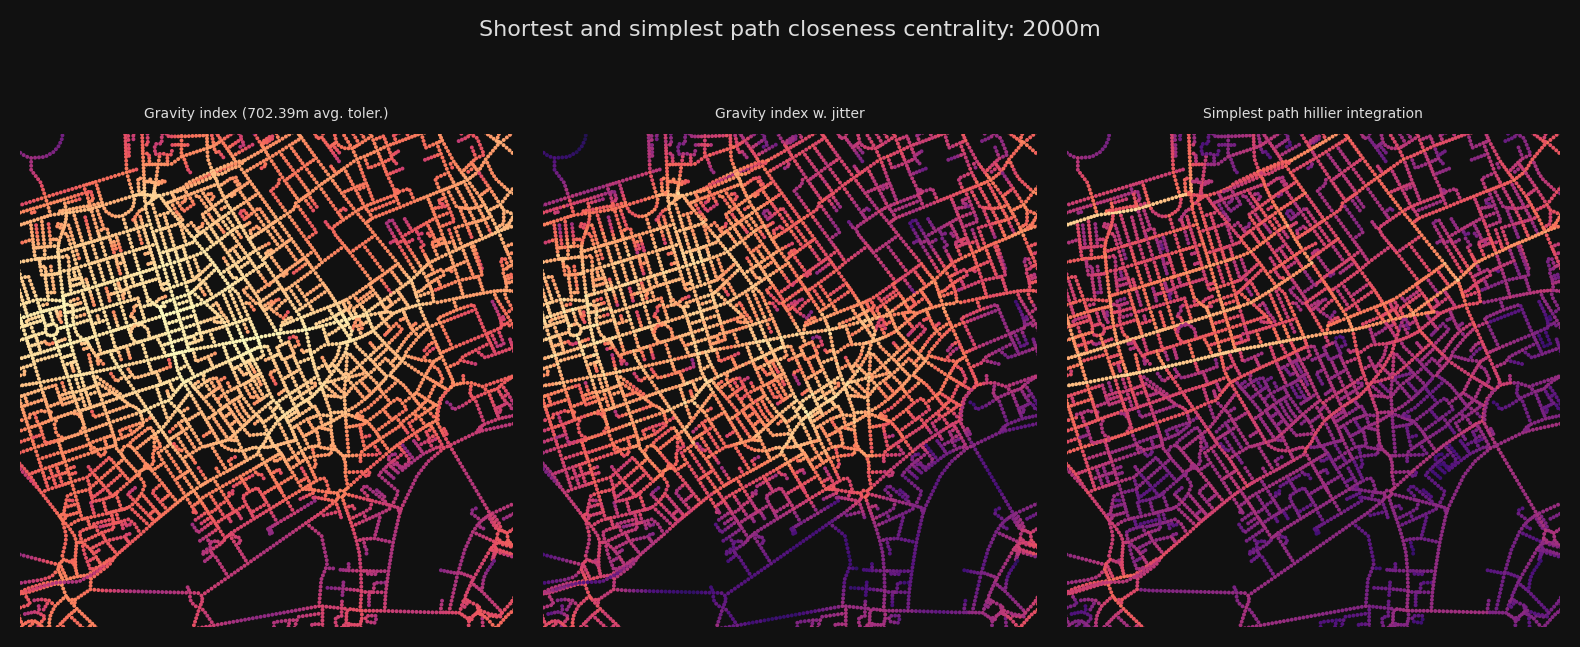 Shortest and simplest path closeness centrality: 2000m
Gravity index (702.39m avg. toler.)
Gravity index w. jitter
Simplest path hillier integration